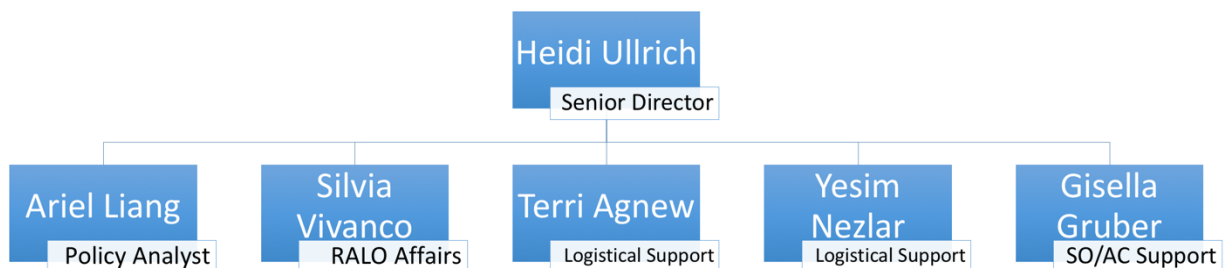 Heidi Ullrich
Senior Director
Ariel Liang
Policy Analyst
Silvia
Vivanco
RALO Affairs
Terri Agnew
Logistical Support
Yesim
Nezlar
Logistical Support
Gisella
Gruber
SO/AC Support